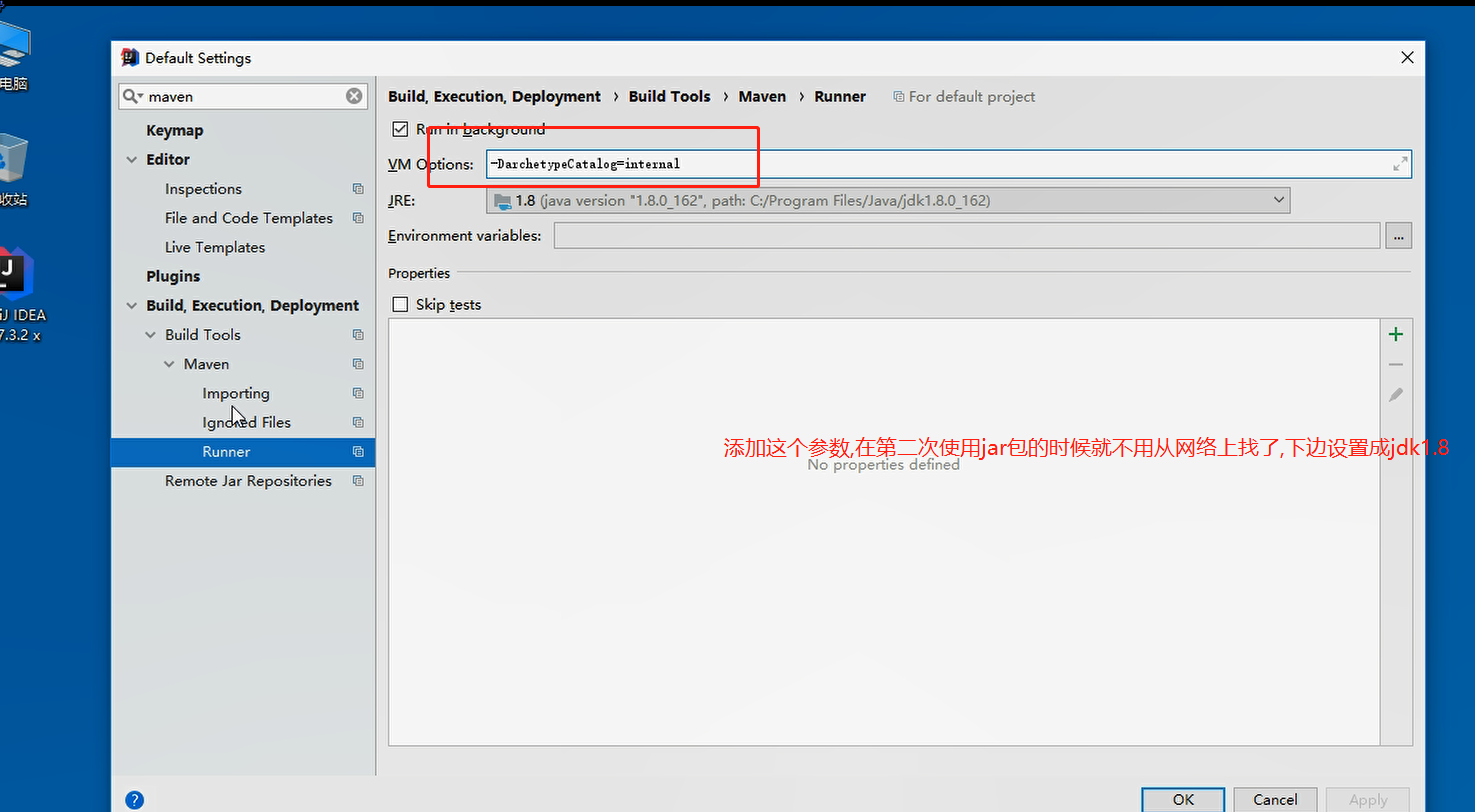 电脑
收站
iJ IDEA
7.3.2 x
Default Settings
maven
Keymap
Editor
Inspections
File and Code Templates
Live Templates
Plugins
Build, Execution, Deployment
Build Tools
Maven
Importing
Ignored Files
Runner
Remote Jar Repositories
Build, Execution, Deployment › Build Tools › Maven › Runner For default project
Run in background
VM Options: -DarchetypeCatalog=internal
JRE: 1.8 (java version "1.8.0_162", path: C:/Program Files/Java/jdk1.8.0_162)
Environment variables: ...
Properties
Skip tests
添加这个参数,在第二次使用jar包的时候就不用从网络上找了,下边设置成jdk1.8
No properties defined
? OK Cancel Apply